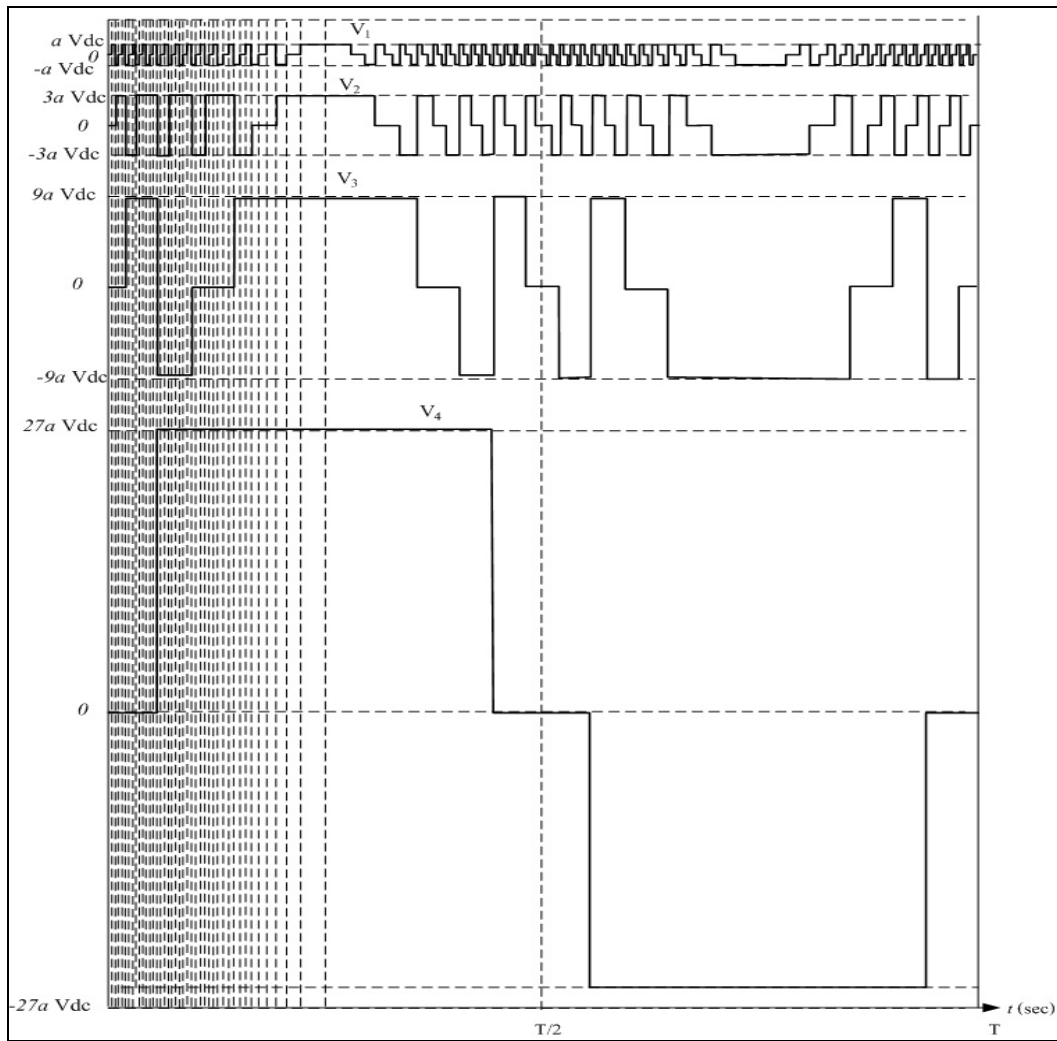 V1
a Vdc
0
-a Vdc
V2
3a Vdc
0
-3a Vdc
V3
9a Vdc
0
-9a Vdc
V4
27a Vdc
0
-27a Vdc
t (sec)
T/2
T